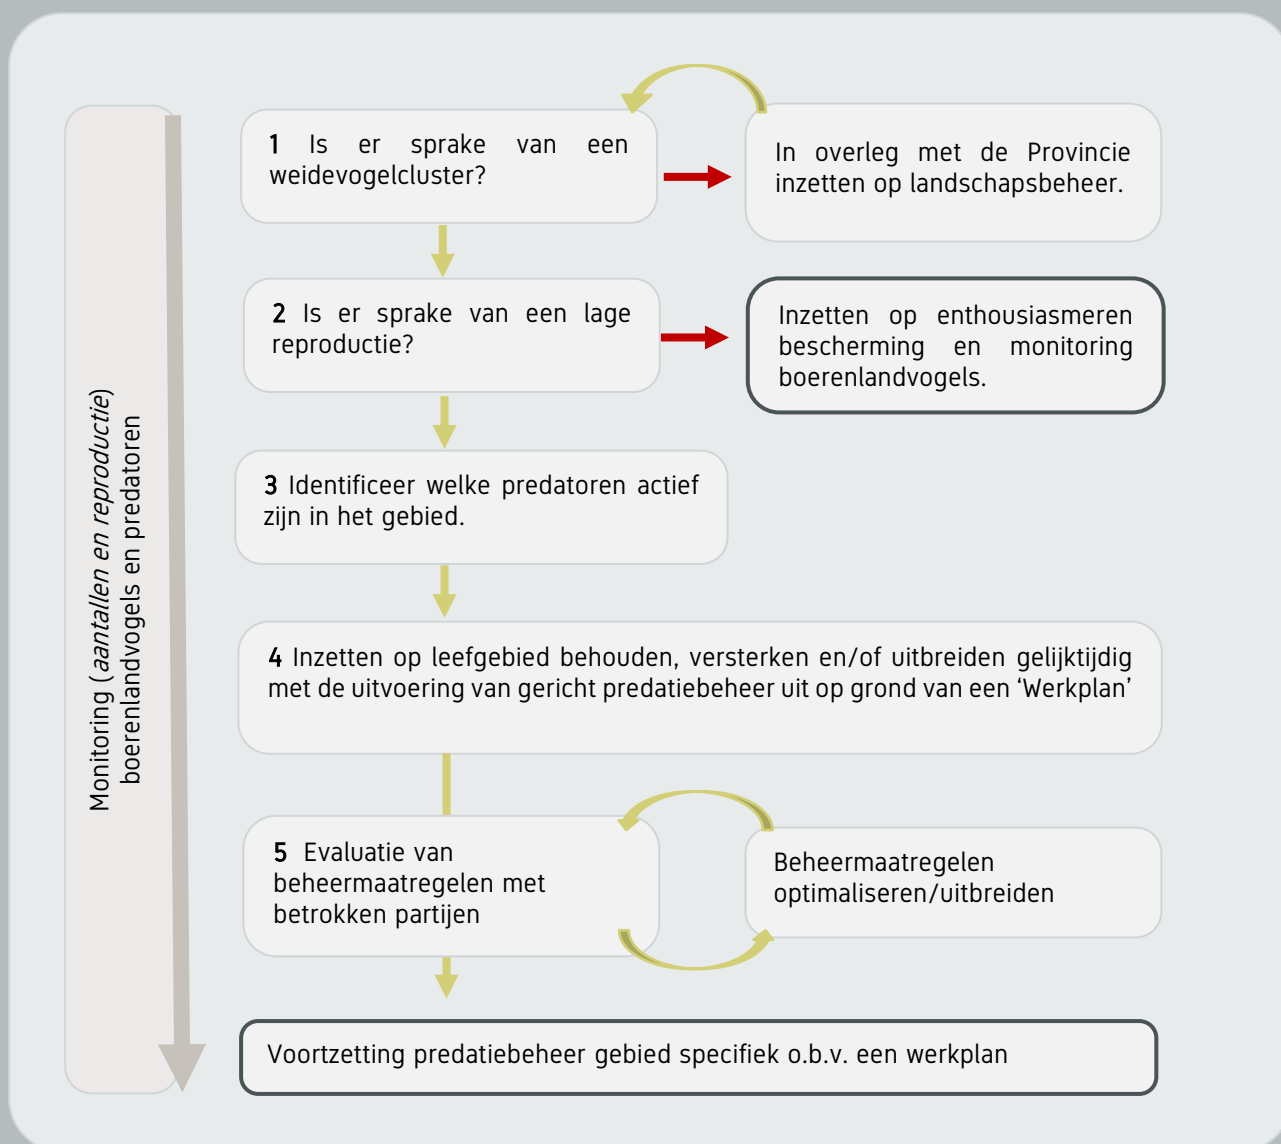 Monitoring (aantallen en reproductie)
boerenlandvogels en predatoren
1 Is er sprake van een
weidevogelcluster?
In overleg met de Provincie
inzetten op landschapsbeheer.
2 Is er sprake van een lage
reproductie?
Inzetten op enthousiasmeren
bescherming en monitoring
boerenlandvogels.
3 Identificeer welke predatoren actief
zijn in het gebied.
4 Inzetten op leefgebied behouden, versterken en/of uitbreiden gelijktijdig
met de uitvoering van gericht predatiebeheer uit op grond van een ‘Werkplan’
5 Evaluatie van
beheermaatregelen met
betrokken partijen
Beheermaatregelen
optimaliseren/uitbreiden
Voortzetting predatiebeheer gebied specifiek o.b.v. een werkplan